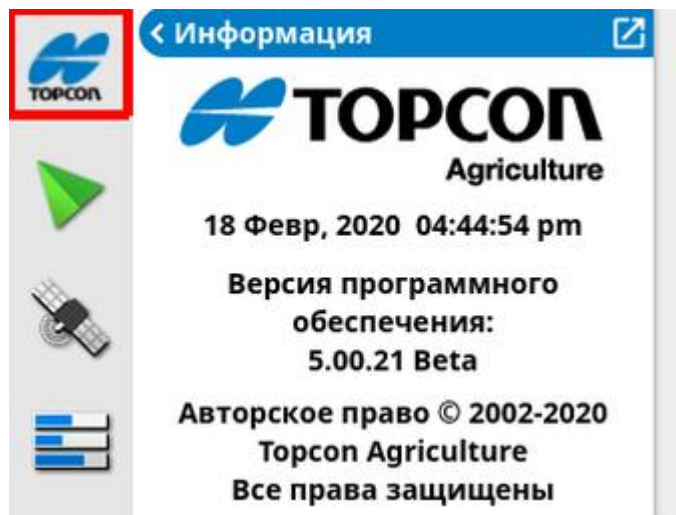 TOPCON
Информация
TOPCON
Agriculture
18 Февр, 2020 04:44:54 pm
Версия программного
обеспечения:
5.00.21 Beta
Авторское право © 2002-2020
Topcon Agriculture
Все права защищены